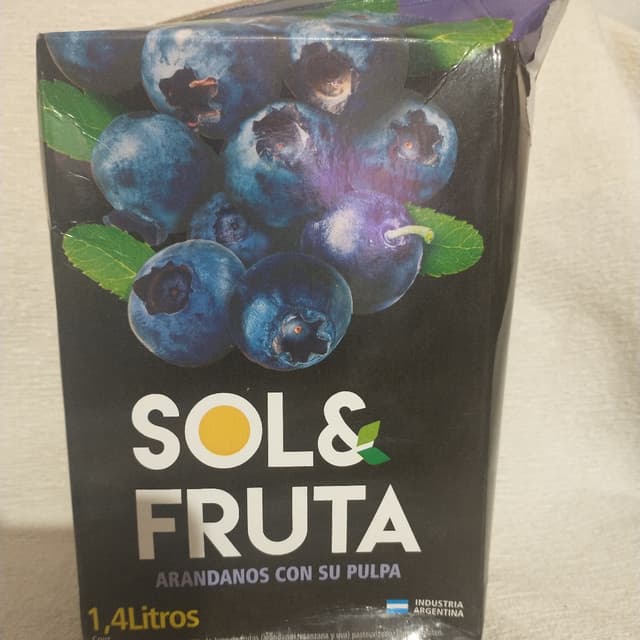 SOL&
FRUTA
ARANDANOS CON SU PULPA
1,4Litros
INDUSTRIA
ARGENTINA